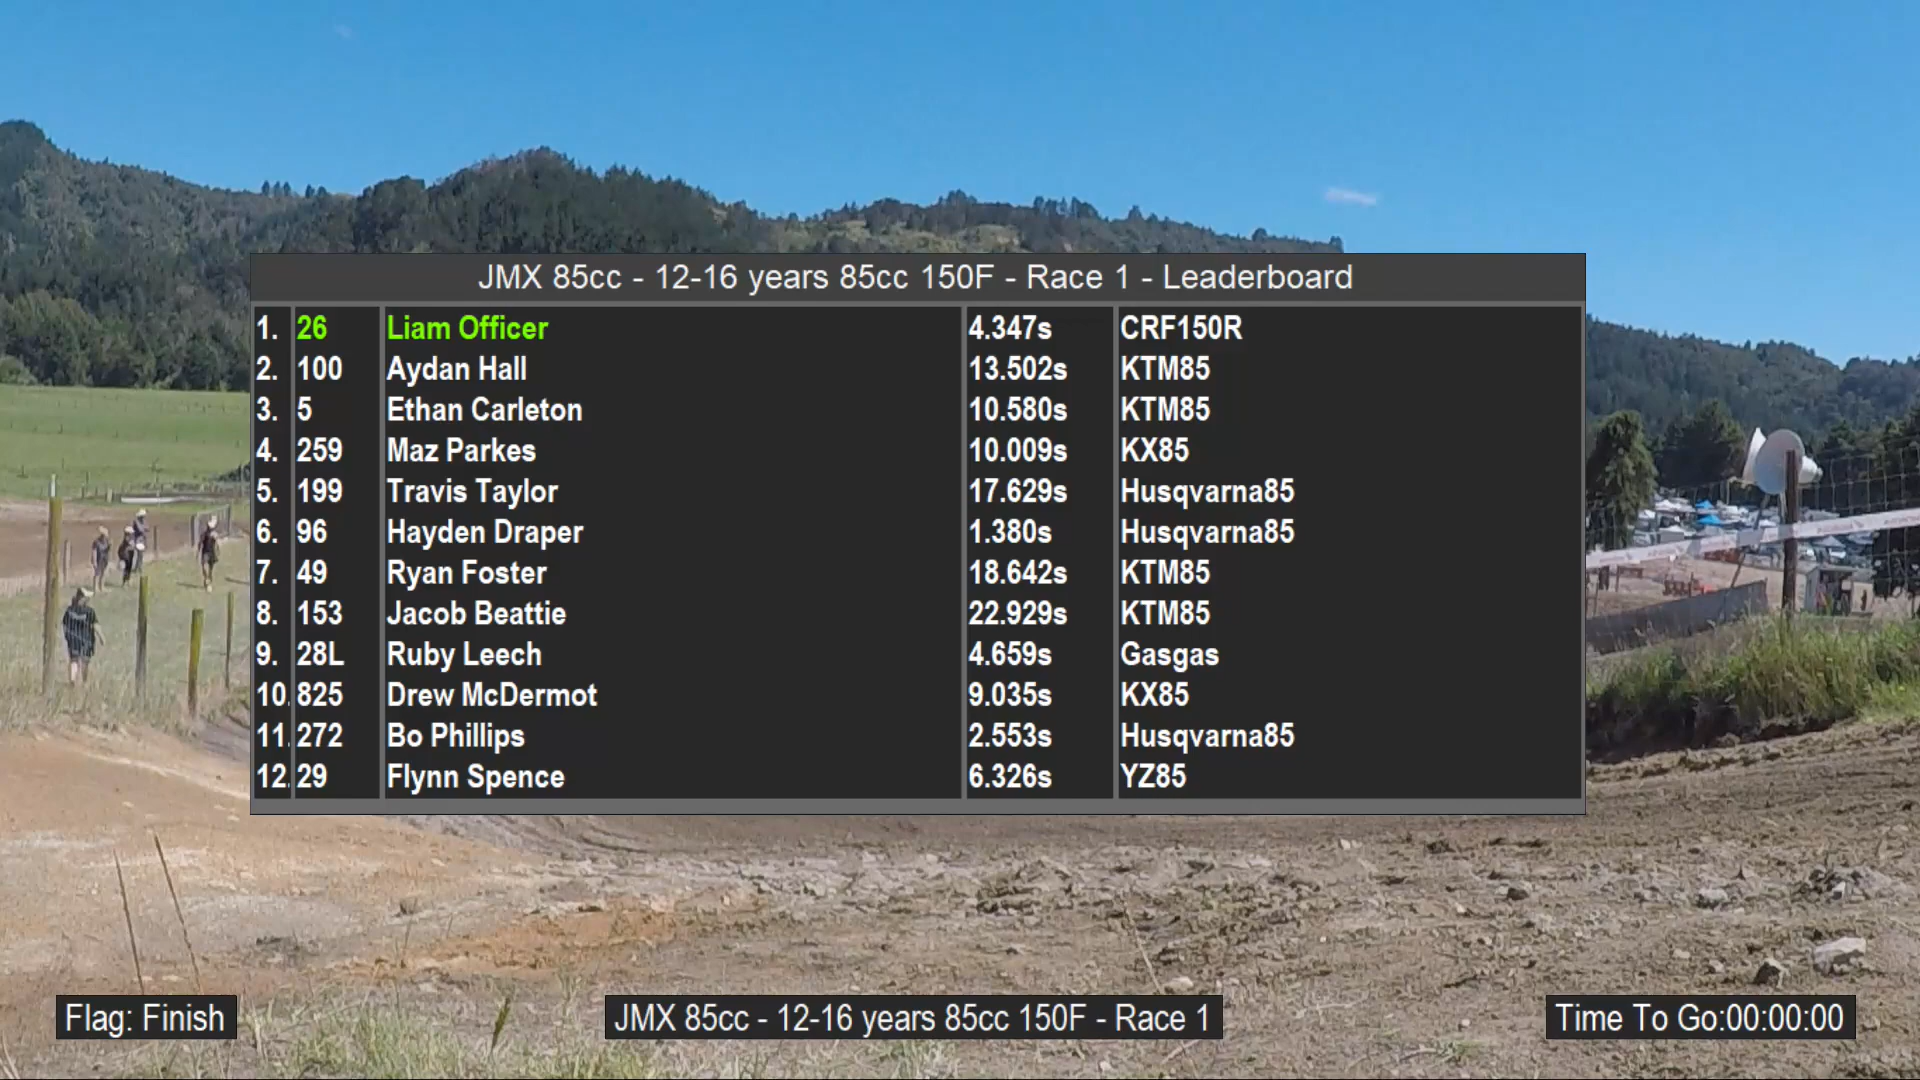 JMX 85cc - 12-16 years 85cc 150F - Race 1 - Leaderboard
1. 26 Liam Officer 4.347s CRF150R
2. 100 Aydan Hall 13.502s KTM85
3. 5 Ethan Carleton 10.580s KTM85
4. 259 Maz Parkes 10.009s KX85
5. 199 Travis Taylor 17.629s Husqvarna85
6. 96 Hayden Draper 1.380s Husqvarna85
7. 49 Ryan Foster 18.642s KTM85
8. 153 Jacob Beattie 22.929s KTM85
9. 28L Ruby Leech 4.659s Gasgas
10. 825 Drew McDermot 9.035s KX85
11. 272 Bo Phillips 2.553s Husqvarna85
12. 29 Flynn Spence 6.326s YZ85
Flag: Finish
JMX 85cc - 12-16 years 85cc 150F - Race 1
Time To Go:00:00:00